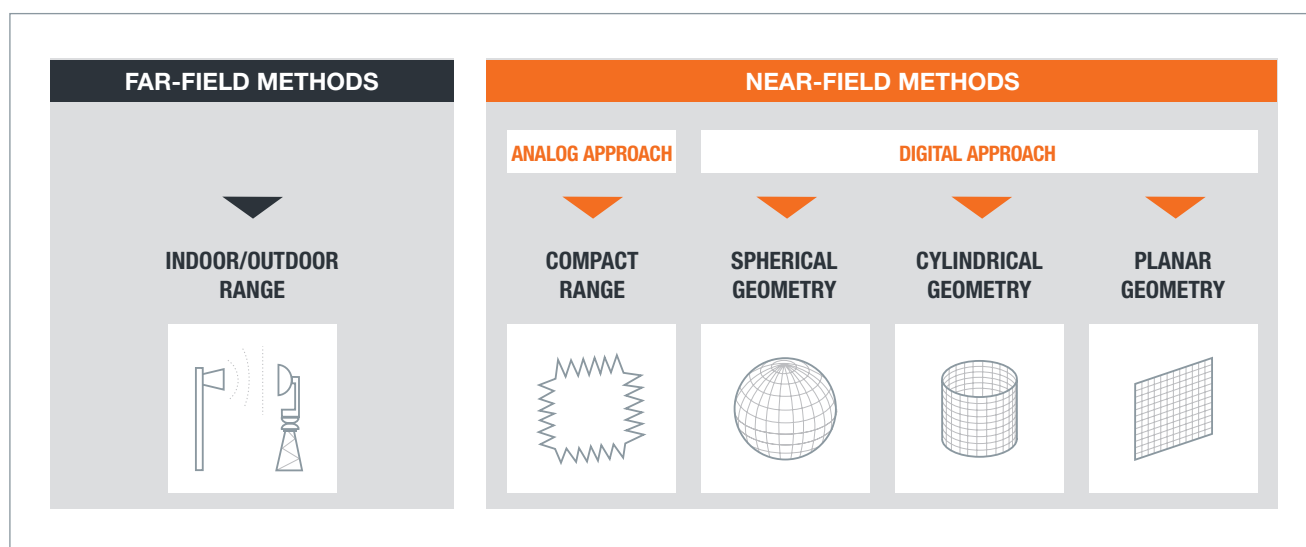 FAR-FIELD METHODS
INDOOR/OUTDOOR
RANGE
NEAR-FIELD METHODS
ANALOG APPROACH
DIGITAL APPROACH
COMPACT
RANGE
SPHERICAL
GEOMETRY
CYLINDRICAL
GEOMETRY
PLANAR
GEOMETRY